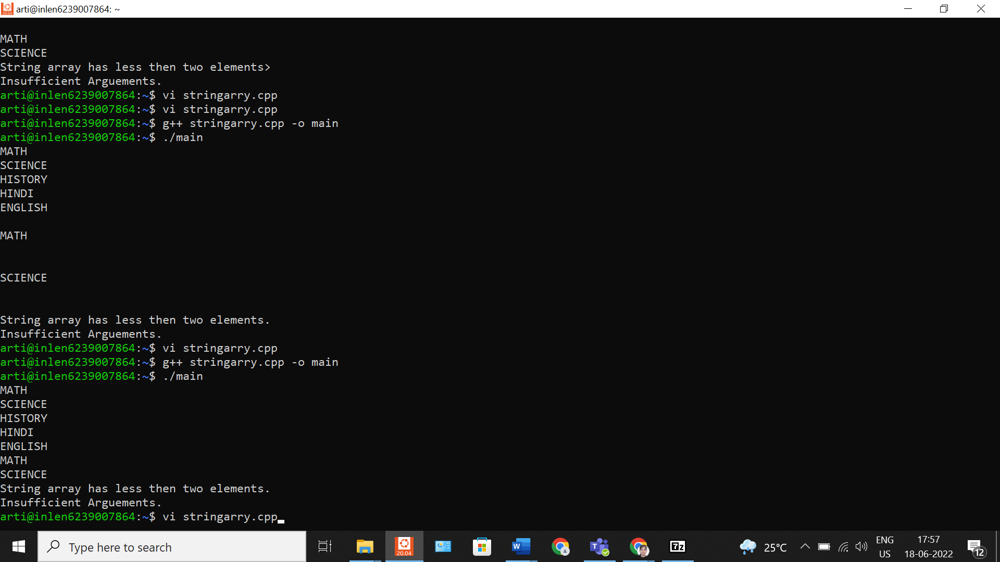 arti@inlen6239007864: ~
MATH
SCIENCE
String array has less then two elements>
Insufficient Arguements.
arti@inlen6239007864:~$ vi stringarry.cpp
arti@inlen6239007864:~$ vi stringarry.cpp
arti@inlen6239007864:~$ g++ stringarry.cpp -o main
arti@inlen6239007864:~$ ./main
MATH
SCIENCE
HISTORY
HINDI
ENGLISH
MATH
SCIENCE
String array has less then two elements.
Insufficient Arguements.
arti@inlen6239007864:~$ vi stringarry.cpp
arti@inlen6239007864:~$ g++ stringarry.cpp -o main
arti@inlen6239007864:~$ ./main
MATH
SCIENCE
HISTORY
HINDI
ENGLISH
MATH
SCIENCE
String array has less then two elements.
Insufficient Arguements.
arti@inlen6239007864:~$ vi stringarry.cpp
Type here to search
20.04
W
T
7z
25°C
ENG
US
17:57
18-06-2022
12